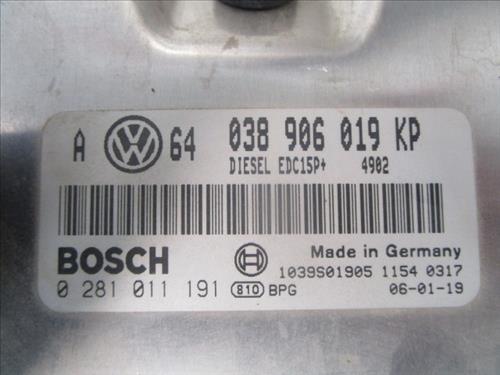 A VW 64 038 906 019 KP
DIESEL EDC15P+ 4902
BOSCH Made in Germany
1039S01905 1154 0317
0 281 011 191 810 BPG 06-01-19